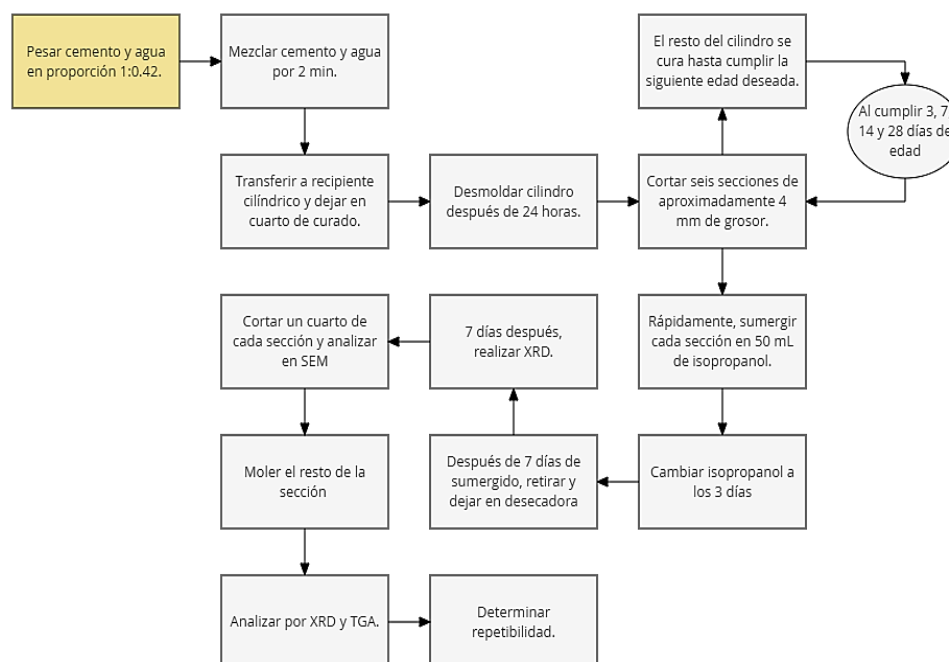 Pesar cemento y agua
en proporción 1:0.42.
Mezclar cemento y agua
por 2 min.
Transferir a recipiente
cilíndrico y dejar en
cuarto de curado.
Desmoldar cilindro
después de 24 horas.
Cortar seis secciones de
aproximadamente 4
mm de grosor.
El resto del cilindro se
cura hasta cumplir la
siguiente edad deseada.
Al cumplir 3, 7,
14 y 28 días de
edad
Rápidamente, sumergir
cada sección en 50 mL
de isopropanol.
Cambiar isopropanol a
los 3 días
Después de 7 días de
sumergido, retirar y
dejar en desecadora
7 días después,
realizar XRD.
Cortar un cuarto de
cada sección y analizar
en SEM
Moler el resto de la
sección
Analizar por XRD y TGA.
Determinar
repetibilidad.